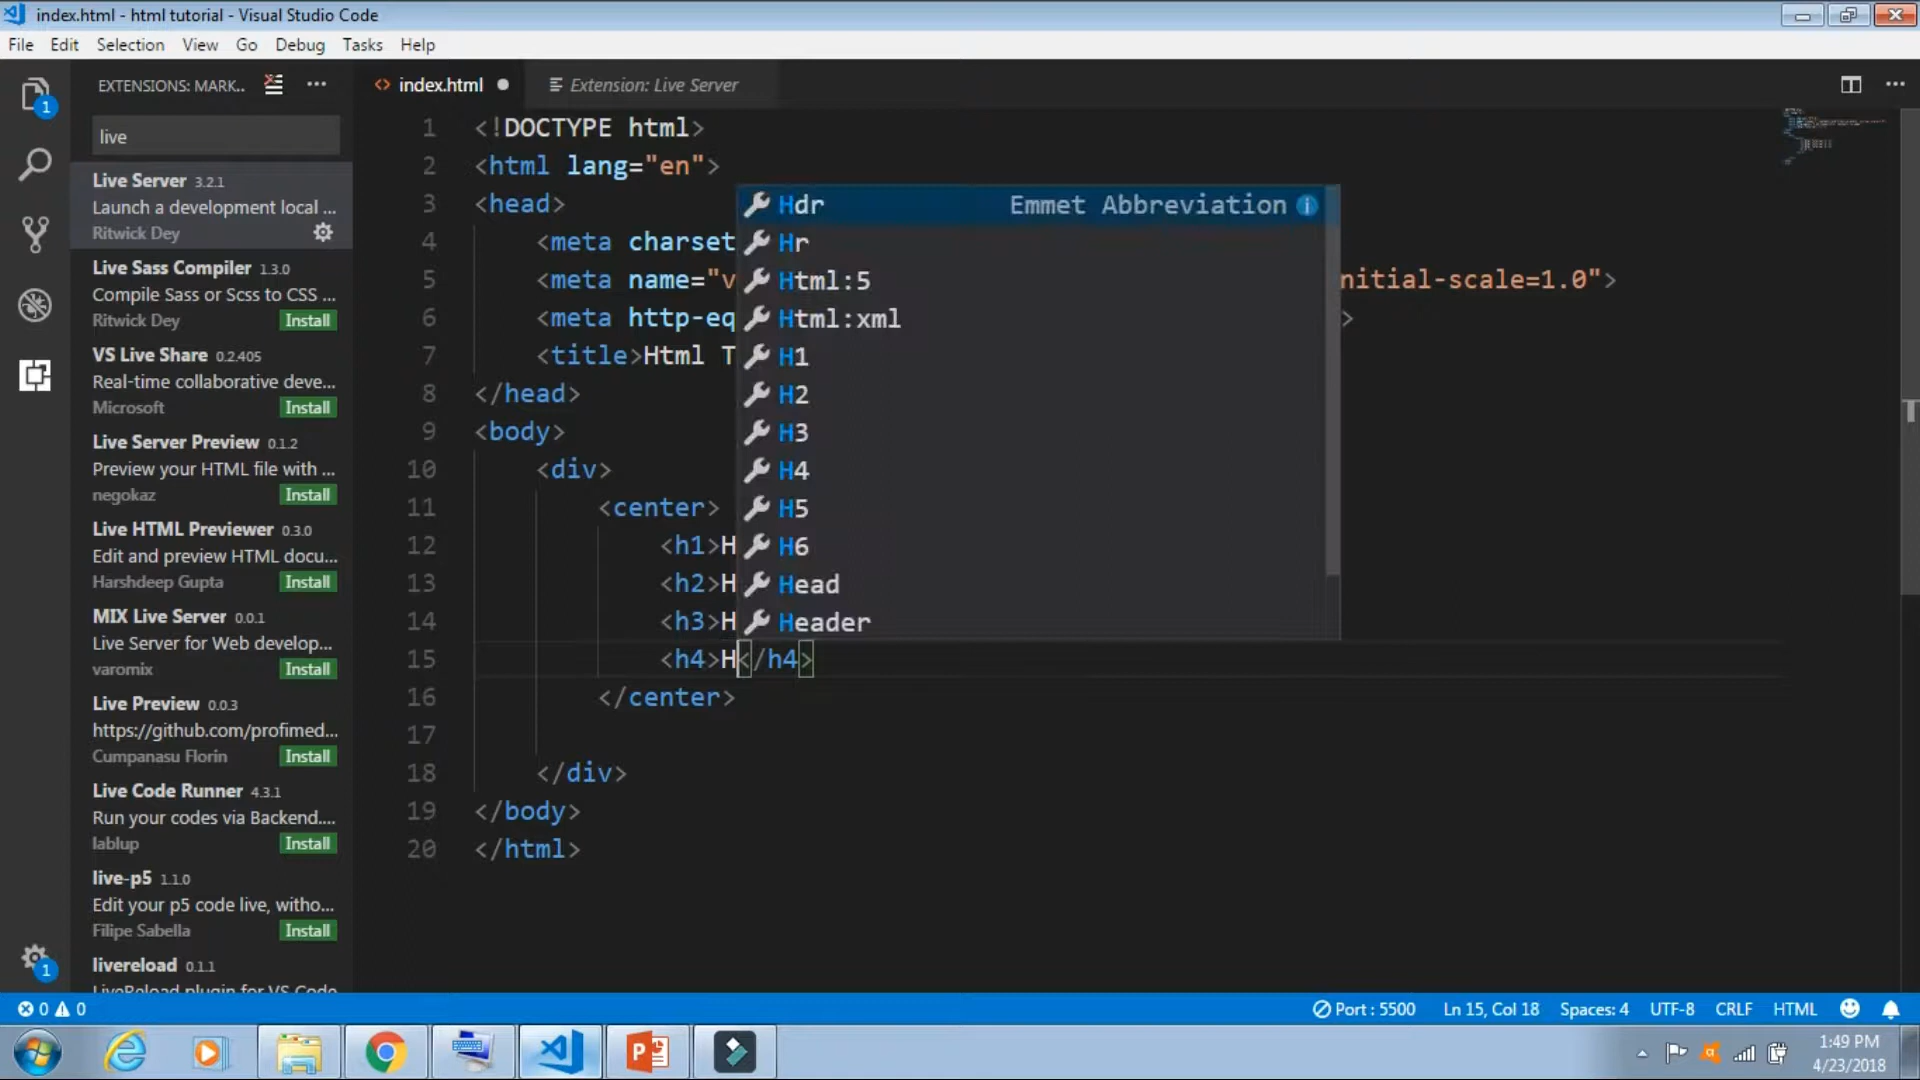 index.html - html tutorial - Visual Studio Code
File Edit Selection View Go Debug Tasks Help
EXTENSIONS: MARK... ...
live
Live Server 3.2.1
Launch a development local ...
Ritwick Dey
Live Sass Compiler 1.3.0
Compile Sass or Scss to CSS ...
Ritwick Dey Install
VS Live Share 0.2.405
Real-time collaborative deve...
Microsoft Install
Live Server Preview 0.1.2
Preview your HTML file with ...
negokaz Install
Live HTML Previewer 0.3.0
Edit and preview HTML docu...
Harshdeep Gupta Install
MIX Live Server 0.0.1
Live Server for Web develop...
varomix Install
Live Preview 0.0.3
https://github.com/profimed...
Cumpanasu Florin Install
Live Code Runner 4.3.1
Run your codes via Backend....
lablup Install
live-p5 1.1.0
Edit your p5 code live, witho...
Filipe Sabella Install
livereload 0.1.1
LiveReload plugin for VS Code
1
1
index.html Extension: Live Server
1 <!DOCTYPE html>
2 <html lang="en">
3 <head>
4 <meta charset
5 <meta name="v nitial-scale=1.0">
6 <meta http-eq >
7 <title>Html T
8 </head>
9 <body>
10 <div>
11 <center>
12 <h1>H
13 <h2>H
14 <h3>H
15 <h4>H</h4>
16 </center>
17
18 </div>
19 </body>
20 </html>
Hdr Emmet Abbreviation
Hr
Html:5
Html:xml
H1
H2
H3
H4
H5
H6
Head
Header
0 0 Port : 5500 Ln 15, Col 18 Spaces: 4 UTF-8 CRLF HTML
1:49 PM
4/23/2018